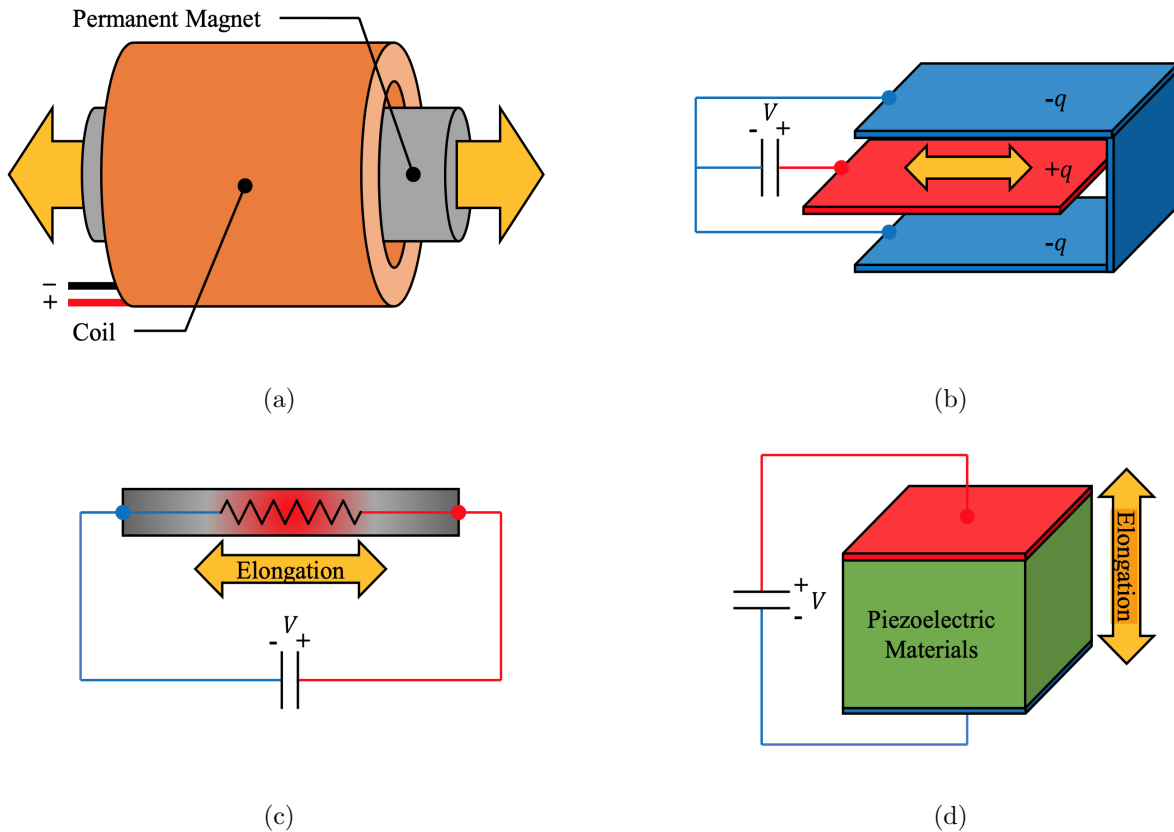 Permanent Magnet
−
+
Coil
(a)
V
- +
-q
+q
-q
(b)
Elongation
V
- +
(c)
+
V
-
Piezoelectric
Materials
Elongation
(d)